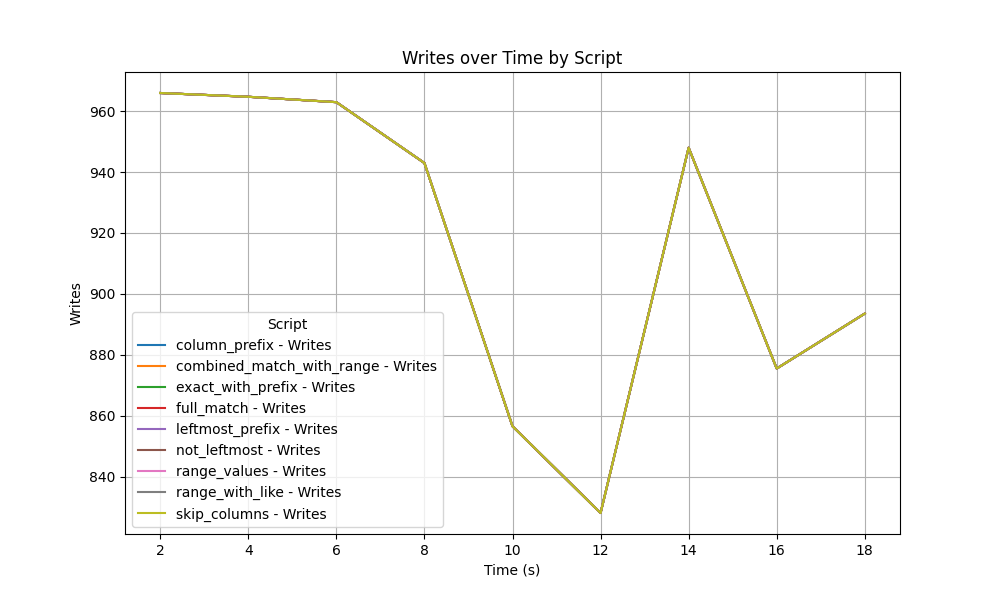 Writes over Time by Script
960
940
920
900
880
860
840
Writes
Script
column_prefix - Writes
combined_match_with_range - Writes
exact_with_prefix - Writes
full_match - Writes
leftmost_prefix - Writes
not_leftmost - Writes
range_values - Writes
range_with_like - Writes
skip_columns - Writes
2 4 6 8 10 12 14 16 18
Time (s)